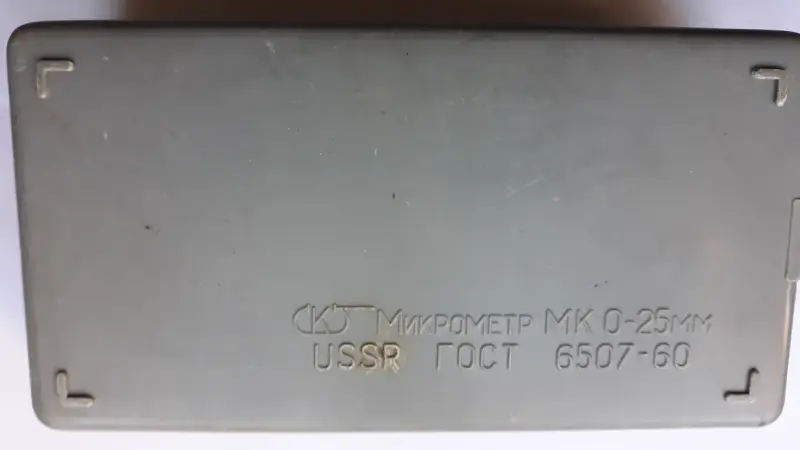 Микрометр МК 0-25мм
USSR ГОСТ 6507-60